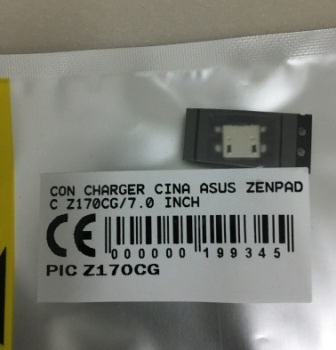 CON CHARGER CINA ASUS ZENPAD
C Z170CG/7.0 INCH
CE
000000 199345
PIC Z170CG